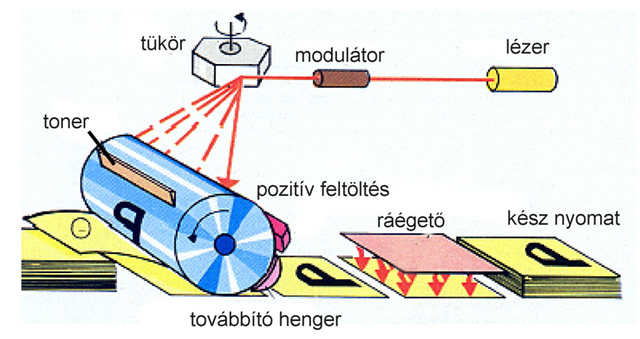 tükör
modulátor
lézer
toner
pozitív feltöltés
ráégető
kész nyomat
P
P
P
továbbító henger